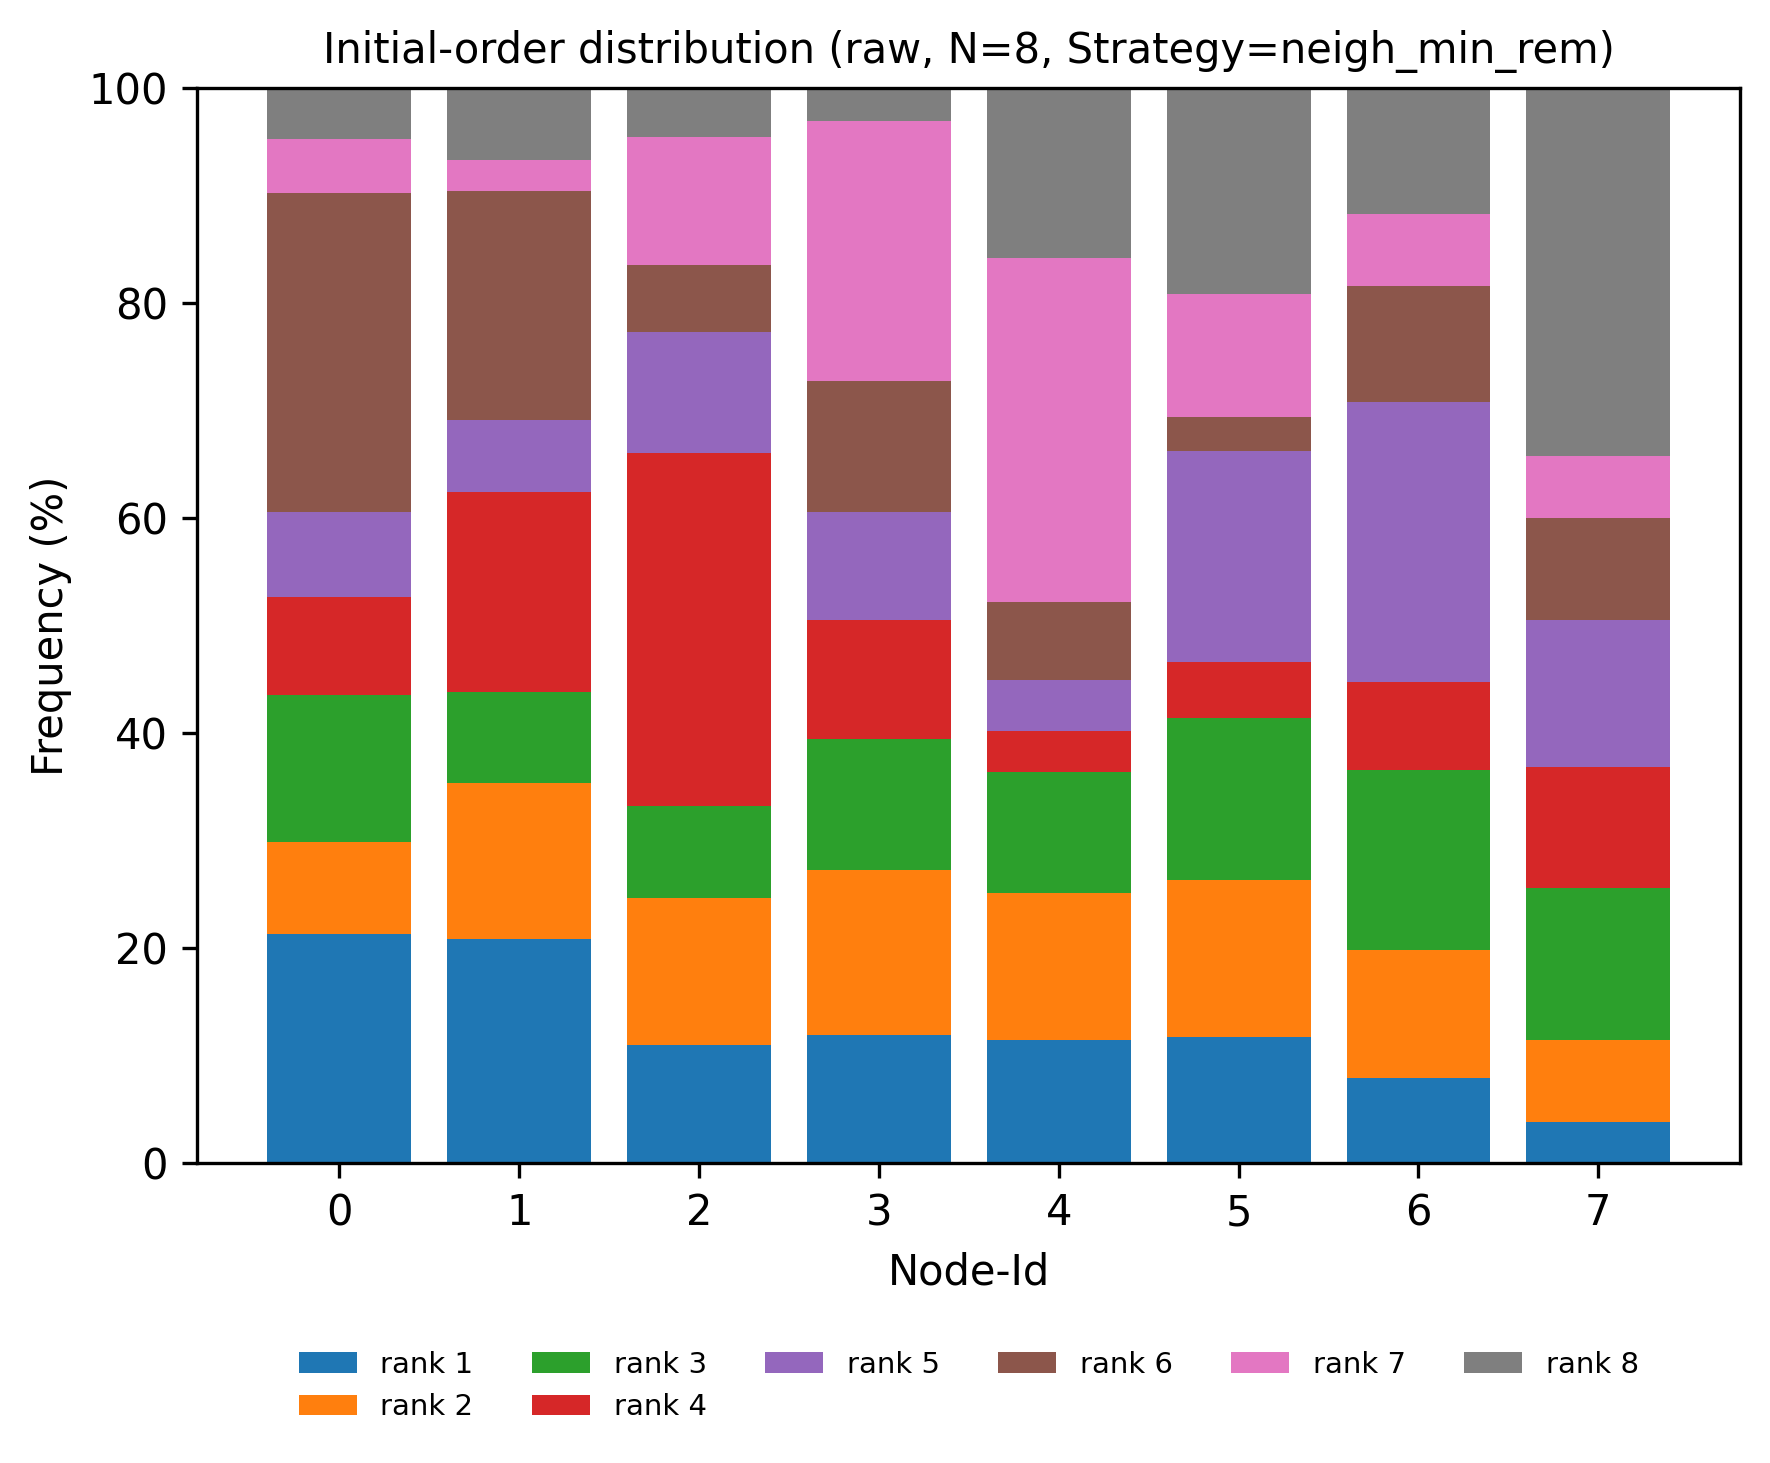 Initial-order distribution (raw, N=8, Strategy=neigh_min_rem)
100
80
60
40
20
0
Frequency (%)
0 1 2 3 4 5 6 7
Node-Id
rank 1 rank 3 rank 5 rank 6 rank 7 rank 8
rank 2 rank 4